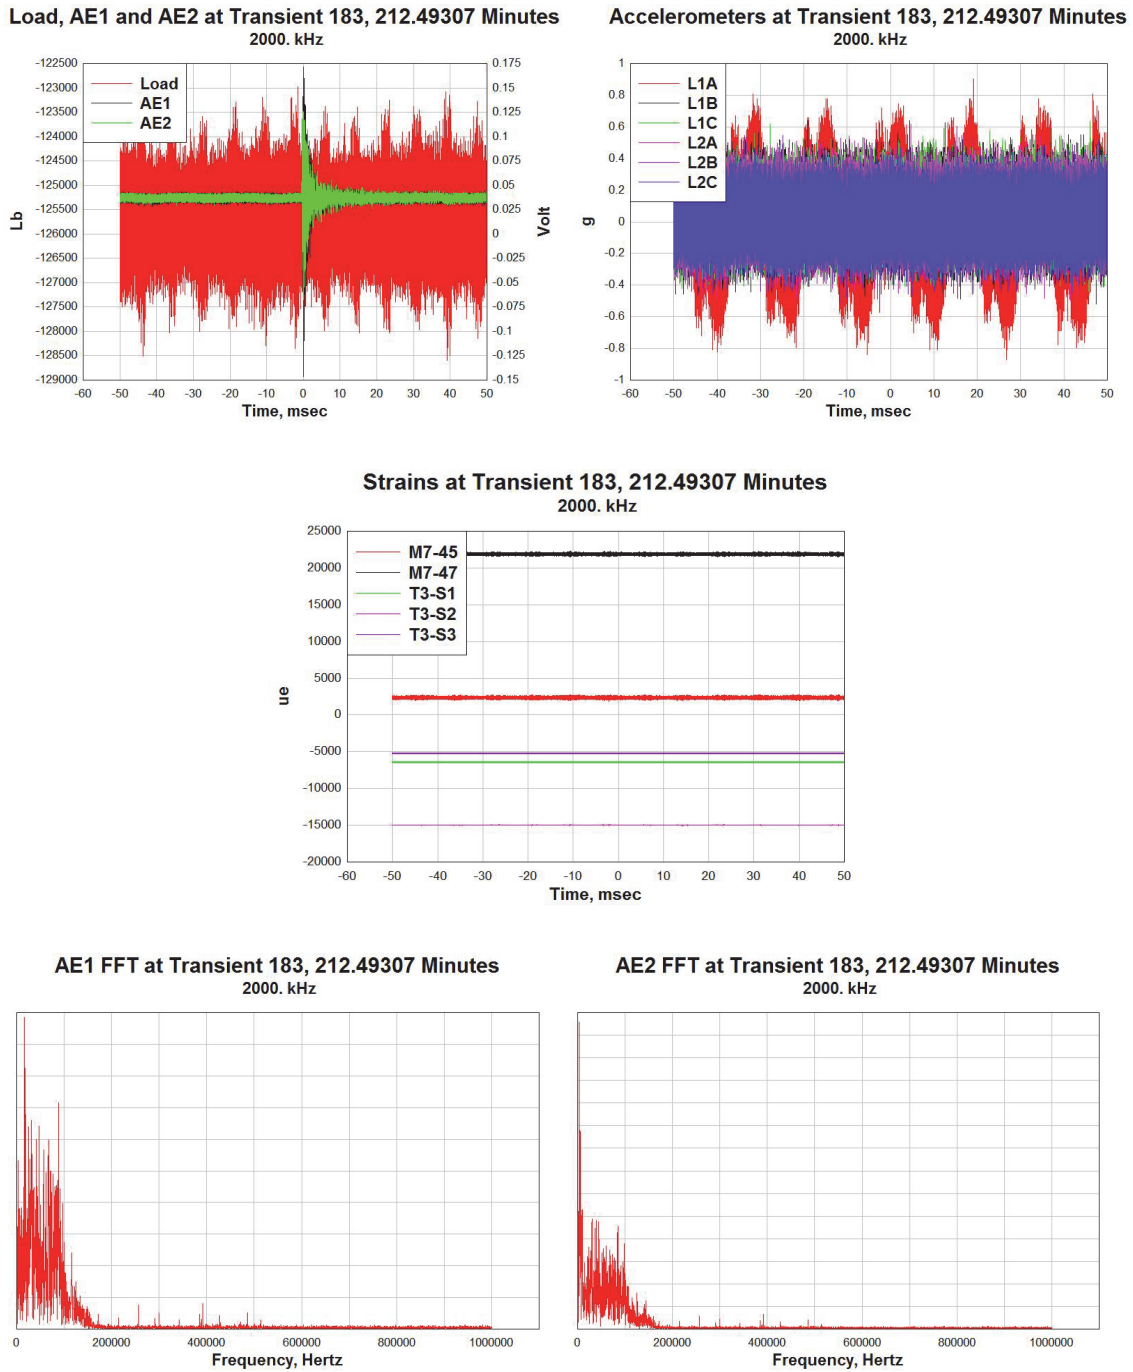 Load, AE1 and AE2 at Transient 183, 212.49307 Minutes
2000. kHz
-122500
-123000
-123500
-124000
-124500
-125000
-125500
-126000
-126500
-127000
-127500
-128000
-128500
-129000
Lb
Load
AE1
AE2
0.175
0.15
0.125
0.1
0.075
0.05
0.025
0
-0.025
-0.05
-0.075
-0.1
-0.125
-0.15
Volt
-60 -50 -40 -30 -20 -10 0 10 20 30 40 50
Time, msec
Accelerometers at Transient 183, 212.49307 Minutes
2000. kHz
1
0.8
0.6
0.4
0.2
0
-0.2
-0.4
-0.6
-0.8
-1
g
L1A
L1B
L1C
L2A
L2B
L2C
-60 -50 -40 -30 -20 -10 0 10 20 30 40 50
Time, msec
Strains at Transient 183, 212.49307 Minutes
2000. kHz
25000
20000
15000
10000
5000
0
-5000
-10000
-15000
-20000
ue
M7-45
M7-47
T3-S1
T3-S2
T3-S3
-60 -50 -40 -30 -20 -10 0 10 20 30 40 50
Time, msec
AE1 FFT at Transient 183, 212.49307 Minutes
2000. kHz
0 200000 400000 600000 800000 1000000
Frequency, Hertz
AE2 FFT at Transient 183, 212.49307 Minutes
2000. kHz
0 200000 400000 600000 800000 1000000
Frequency, Hertz